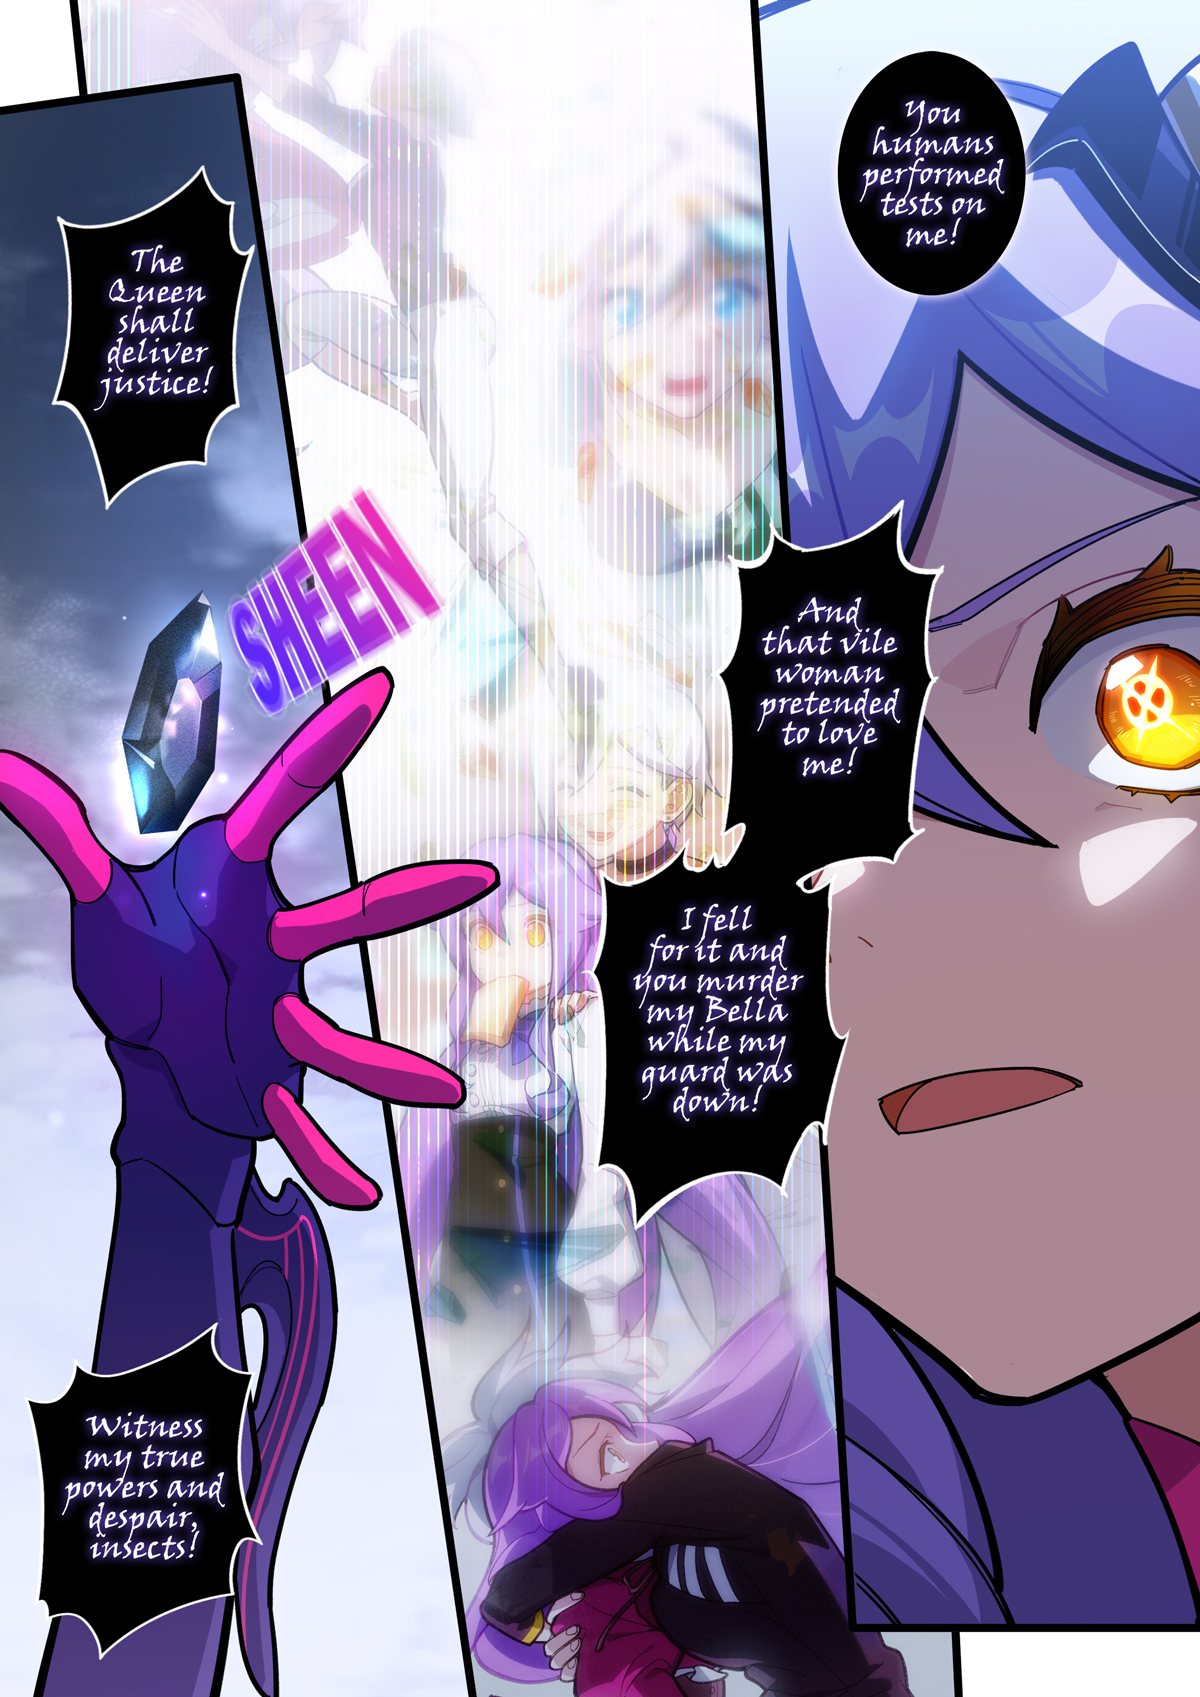 The
Queen
shall
deliver
justice!
SHEEN
Witness
my true
powers and
despair,
insects!
You
humans
performed
tests on
me!
And
that vile
woman
pretended
to love
me!
I fell
for it and
you murder
my Bella
while my
guard was
down!